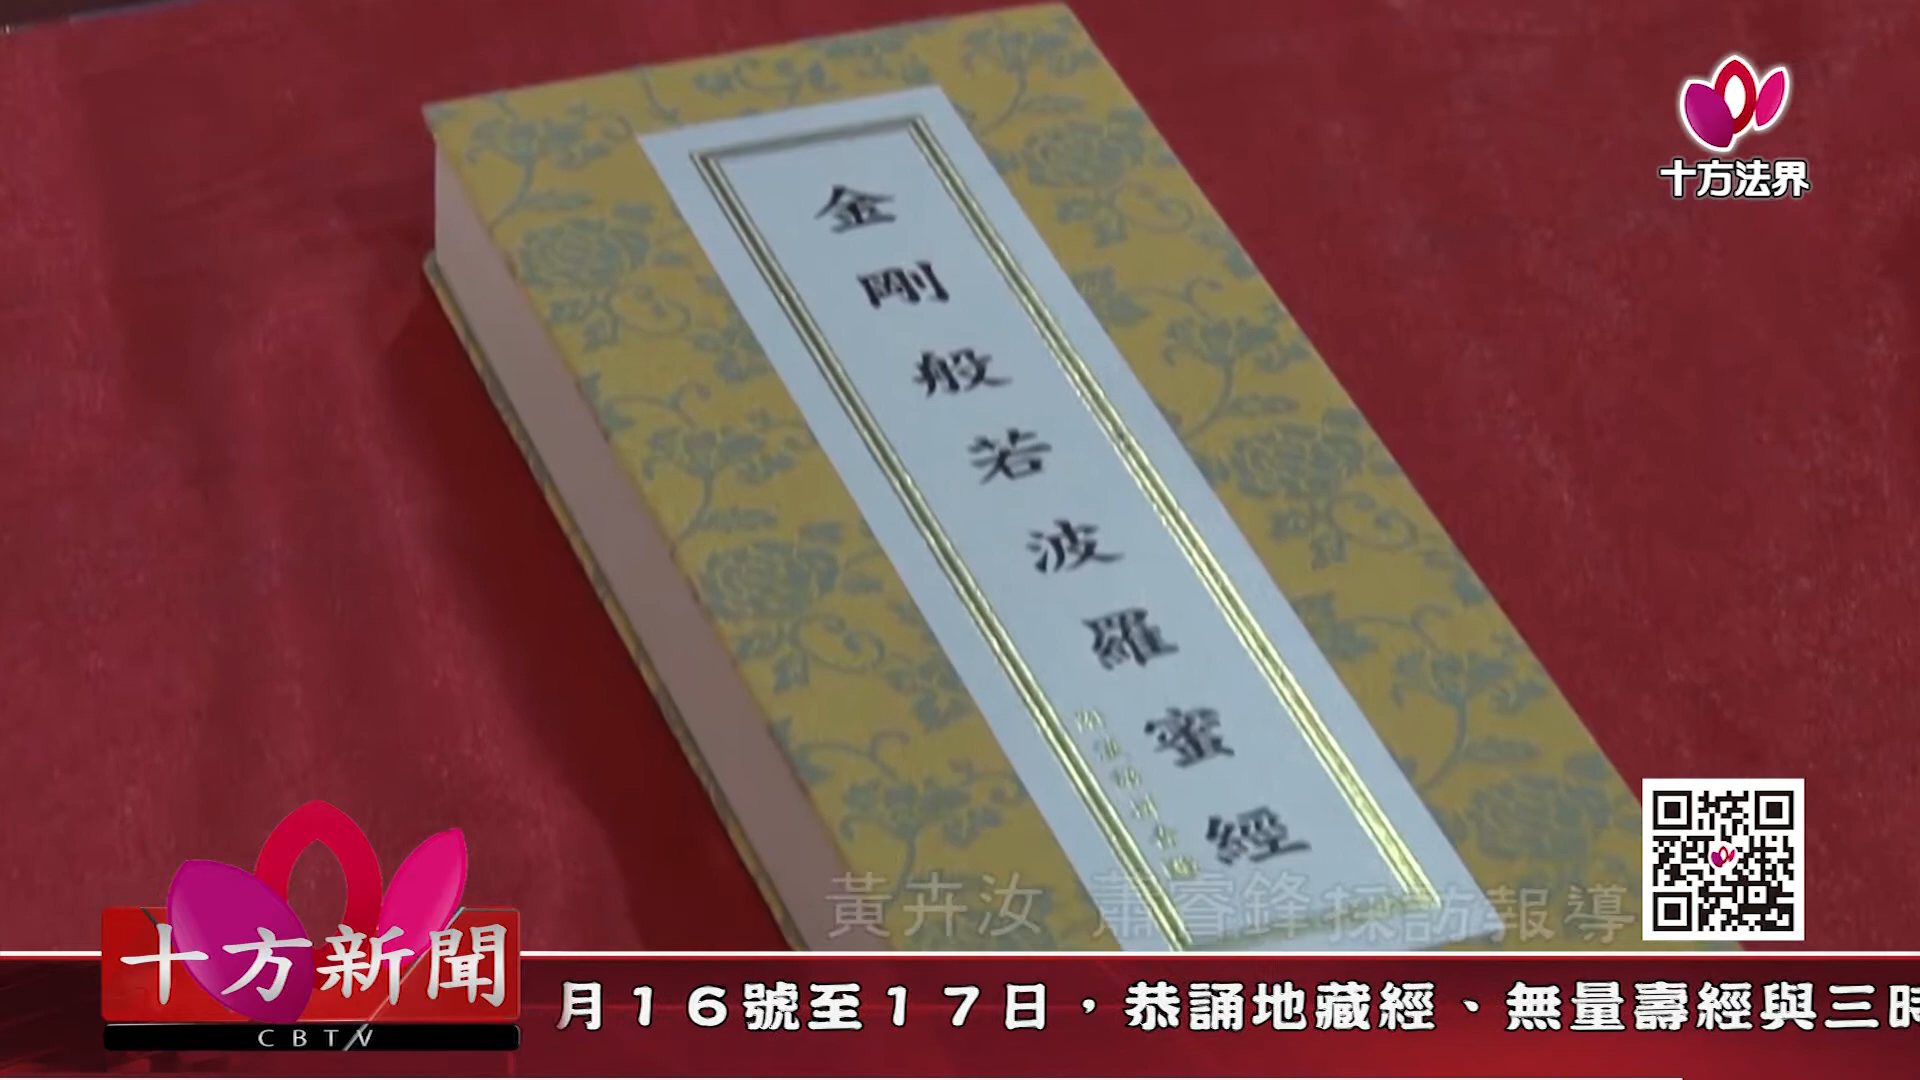 十方法界
金剛般若波羅蜜經
黃卉汝 蕭睿鋒採訪報導
十方新聞
CBTV
月16號至17日，恭誦地藏經、無量壽經與三時